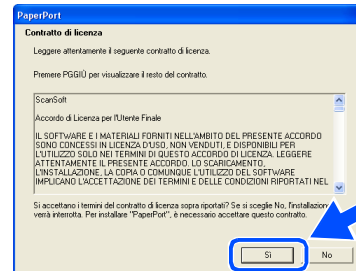 PaperPort
Contratto di licenza
Leggere attentamente il seguente contratto di licenza.
Premere PGGIÙ per visualizzare il resto del contratto.
ScanSoft
Accordo di Licenza per l'Utente Finale
IL SOFTWARE E I MATERIALI FORNITI NELL'AMBITO DEL PRESENTE ACCORDO
SONO CONCESSI IN LICENZA D'USO, NON VENDUTI, E DISPONIBILI PER
L'UTILIZZO SOLO NEI TERMINI DI QUESTO ACCORDO DI LICENZA. LEGGERE
ATTENTAMENTE IL PRESENTE ACCORDO. LO SCARICAMENTO,
L'INSTALLAZIONE, LA COPIA O COMUNQUE L'UTILIZZO DEL SOFTWARE
IMPLICANO L'ACCETTAZIONE DEI TERMINI E DELLE CONDIZIONI RIPORTATI NEL
Si accettano i termini del contratto di licenza sopra riportati? Se si sceglie No, l'installazione
verrà interrotta. Per installare "PaperPort", è necessario accettare questo contratto.
Sì
No